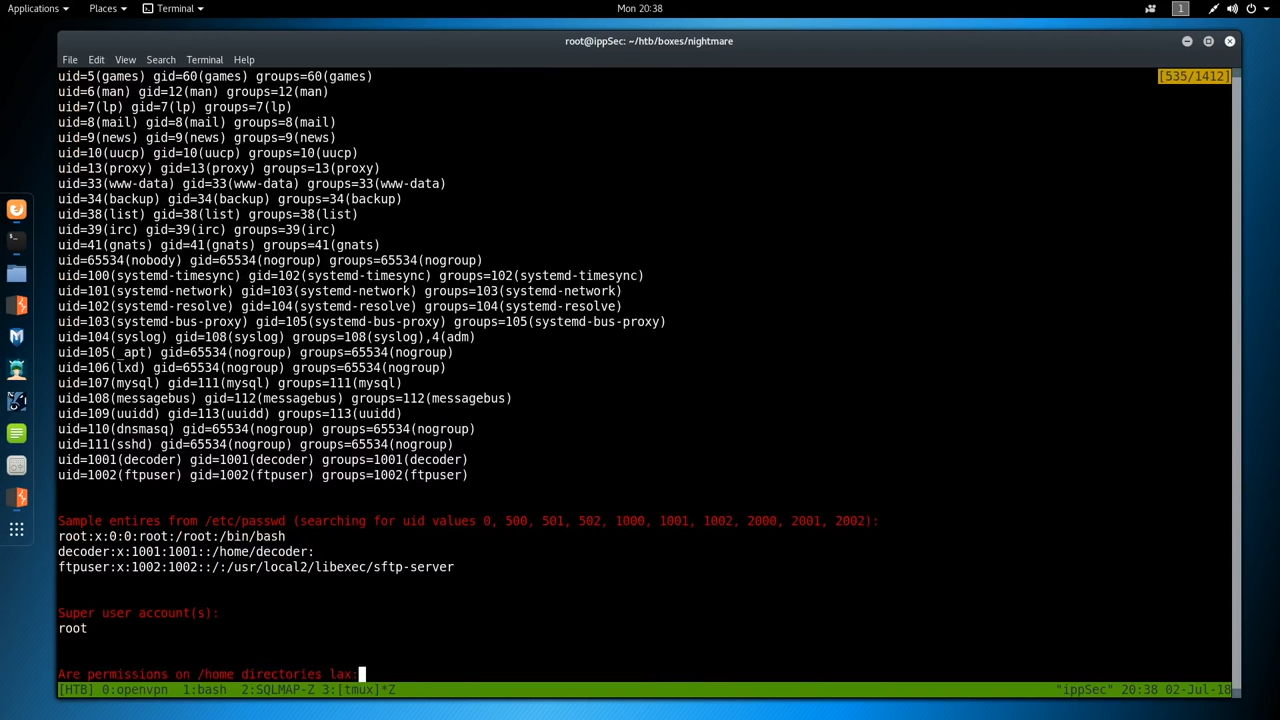 Applications
Places
Terminal
Mon 20:38
1
root@ippSec: ~/htb/boxes/nightmare
File Edit View Search Terminal Help
uid=5(games) gid=60(games) groups=60(games)
[535/1412]
uid=6(man) gid=12(man) groups=12(man)
uid=7(lp) gid=7(lp) groups=7(lp)
uid=8(mail) gid=8(mail) groups=8(mail)
uid=9(news) gid=9(news) groups=9(news)
uid=10(uucp) gid=10(uucp) groups=10(uucp)
uid=13(proxy) gid=13(proxy) groups=13(proxy)
uid=33(www-data) gid=33(www-data) groups=33(www-data)
uid=34(backup) gid=34(backup) groups=34(backup)
uid=38(list) gid=38(list) groups=38(list)
uid=39(irc) gid=39(irc) groups=39(irc)
uid=41(gnats) gid=41(gnats) groups=41(gnats)
uid=65534(nobody) gid=65534(nogroup) groups=65534(nogroup)
uid=100(systemd-timesync) gid=102(systemd-timesync) groups=102(systemd-timesync)
uid=101(systemd-network) gid=103(systemd-network) groups=103(systemd-network)
uid=102(systemd-resolve) gid=104(systemd-resolve) groups=104(systemd-resolve)
uid=103(systemd-bus-proxy) gid=105(systemd-bus-proxy) groups=105(systemd-bus-proxy)
uid=104(syslog) gid=108(syslog) groups=108(syslog),4(adm)
uid=105(_apt) gid=65534(nogroup) groups=65534(nogroup)
uid=106(lxd) gid=65534(nogroup) groups=65534(nogroup)
uid=107(mysql) gid=111(mysql) groups=111(mysql)
uid=108(messagebus) gid=112(messagebus) groups=112(messagebus)
uid=109(uuidd) gid=113(uuidd) groups=113(uuidd)
uid=110(dnsmasq) gid=65534(nogroup) groups=65534(nogroup)
uid=111(sshd) gid=65534(nogroup) groups=65534(nogroup)
uid=1001(decoder) gid=1001(decoder) groups=1001(decoder)
uid=1002(ftpuser) gid=1002(ftpuser) groups=1002(ftpuser)
Sample entires from /etc/passwd (searching for uid values 0, 500, 501, 502, 1000, 1001, 1002, 2000, 2001, 2002):
root:x:0:0:root:/root:/bin/bash
decoder:x:1001:1001::/home/decoder:
ftpuser:x:1002:1002::/:/usr/local2/libexec/sftp-server
Super user account(s):
root
Are permissions on /home directories lax:
[HTB] 0:openvpn  1:bash  2:SQLMAP-Z 3:[tmux]*Z
"ippSec" 20:38 02-Jul-18